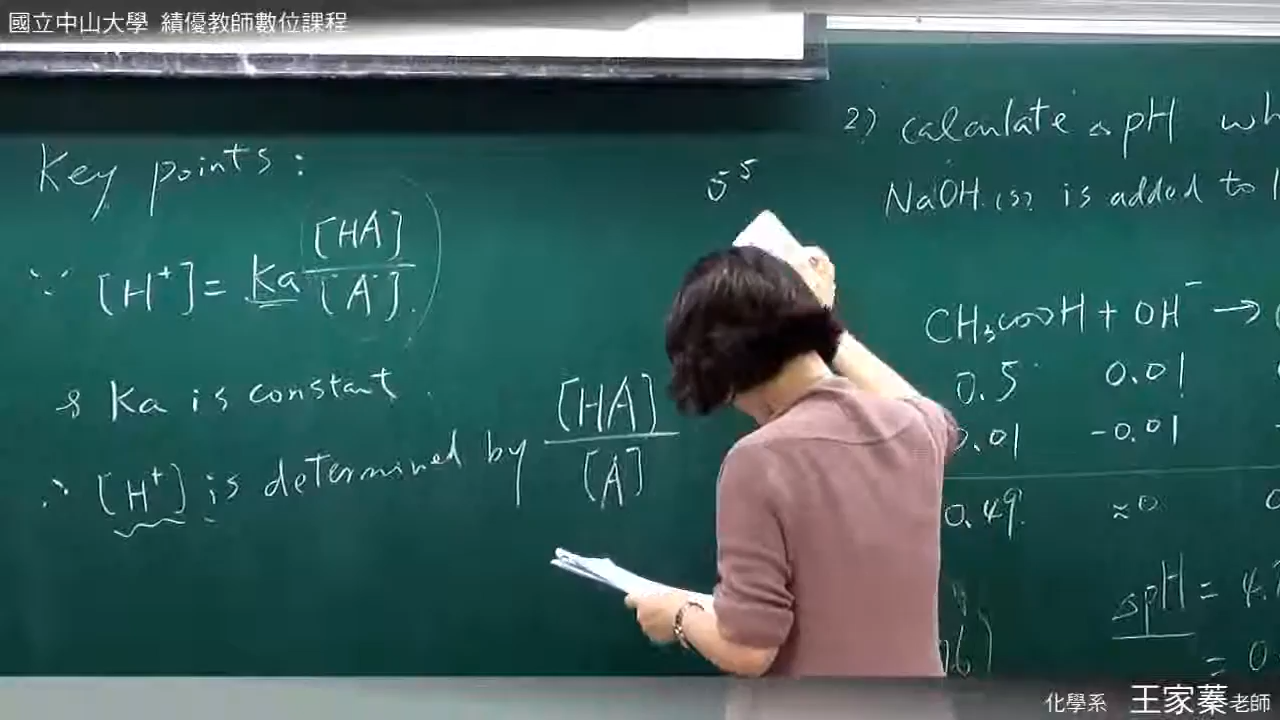 國立中山大學 績優教師數位課程
Key points:
∵ [H⁺] = Ka [HA]/[A⁻]
& Ka is constant.
∴ [H⁺] is determined by [HA]/[A⁻]
2) calculate △pH
NaOH(s) is added to
CH₃COOH + OH⁻ →
0.5 0.01
0.01 -0.01
0.49 ≈0
△pH = 4.
= 0
化學系 王家蓁老師